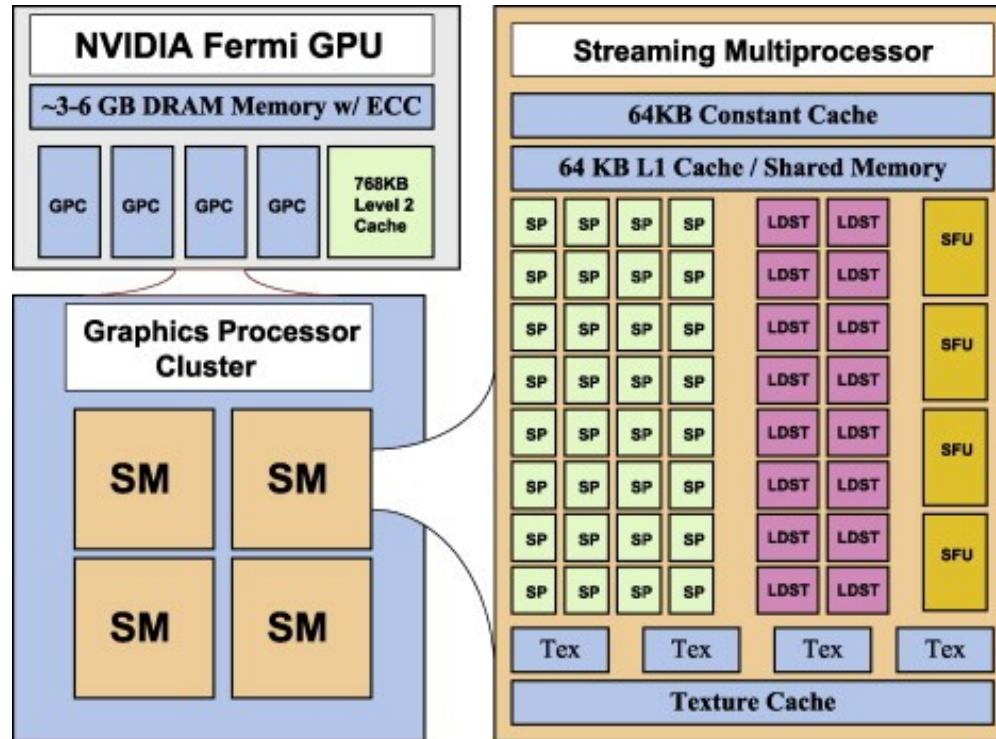 NVIDIA Fermi GPU
~3-6 GB DRAM Memory w/ ECC
GPC GPC GPC GPC
768KB
Level 2
Cache
Graphics Processor
Cluster
SM SM
SM SM
Streaming Multiprocessor
64KB Constant Cache
64 KB L1 Cache / Shared Memory
SP SP SP SP LDST LDST SFU
SP SP SP SP LDST LDST
SP SP SP SP LDST LDST SFU
SP SP SP SP LDST LDST
SP SP SP SP LDST LDST SFU
SP SP SP SP LDST LDST
SP SP SP SP LDST LDST SFU
SP SP SP SP LDST LDST
Tex Tex Tex Tex
Texture Cache